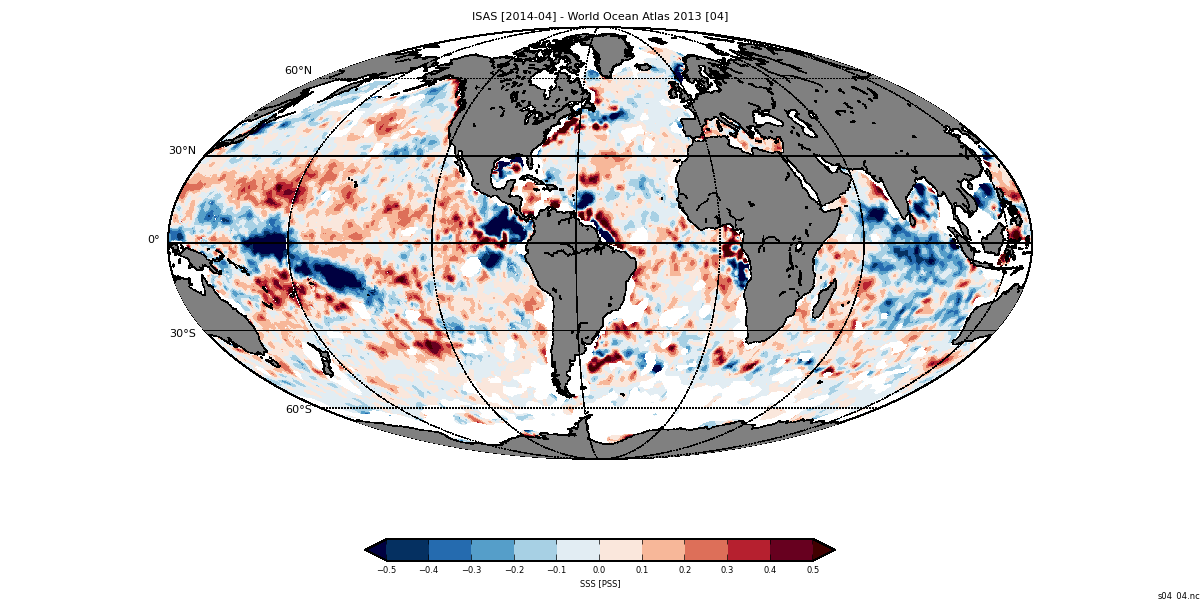 ISAS [2014-04] - World Ocean Atlas 2013 [04]
60°N
30°N
0°
30°S
60°S
−0.5 −0.4 −0.3 −0.2 −0.1 0.0 0.1 0.2 0.3 0.4 0.5
SSS [PSS]
s04_04.nc